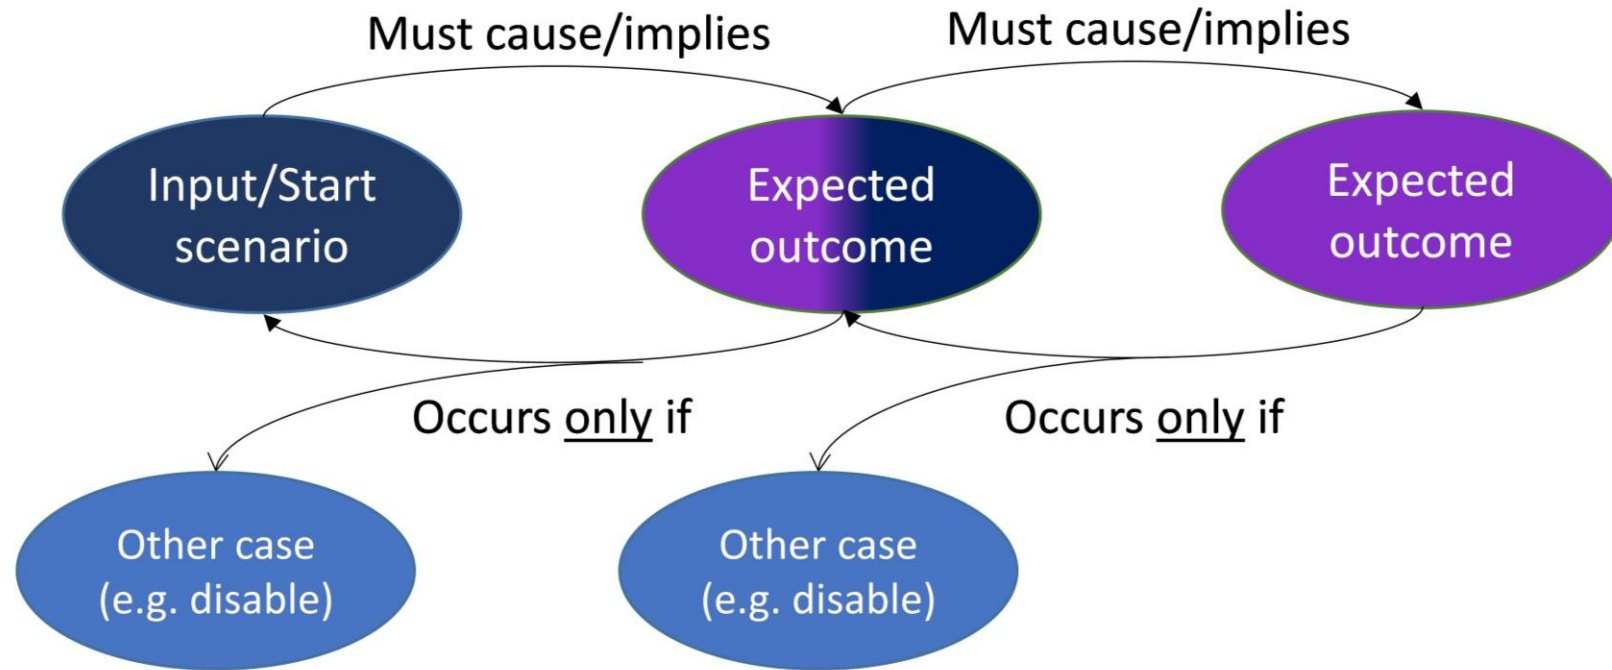 Must cause/implies
Must cause/implies
Input/Start
scenario
Expected
outcome
Expected
outcome
Occurs only if
Occurs only if
Other case
(e.g. disable)
Other case
(e.g. disable)